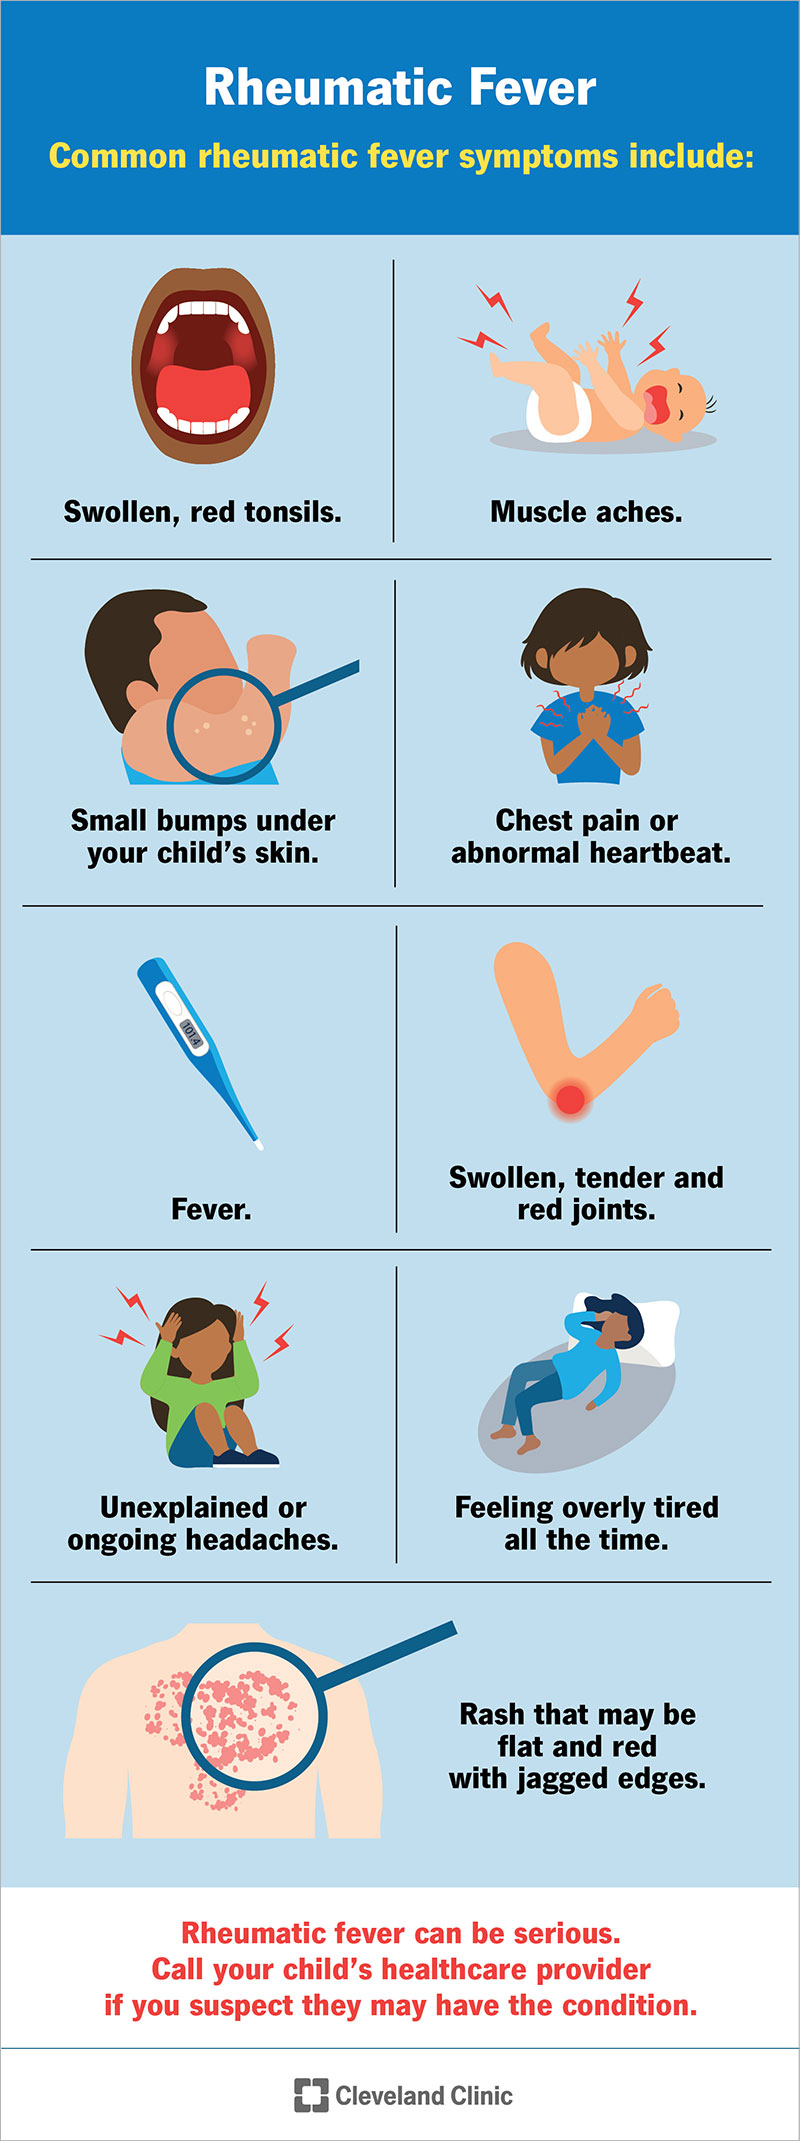 Rheumatic Fever
Common rheumatic fever symptoms include:
Swollen, red tonsils.
Muscle aches.
Small bumps under
your child's skin.
Chest pain or
abnormal heartbeat.
101.4
Fever.
Swollen, tender and
red joints.
Unexplained or
ongoing headaches.
Feeling overly tired
all the time.
Rash that may be
flat and red
with jagged edges.
Rheumatic fever can be serious.
Call your child's healthcare provider
if you suspect they may have the condition.
Cleveland Clinic